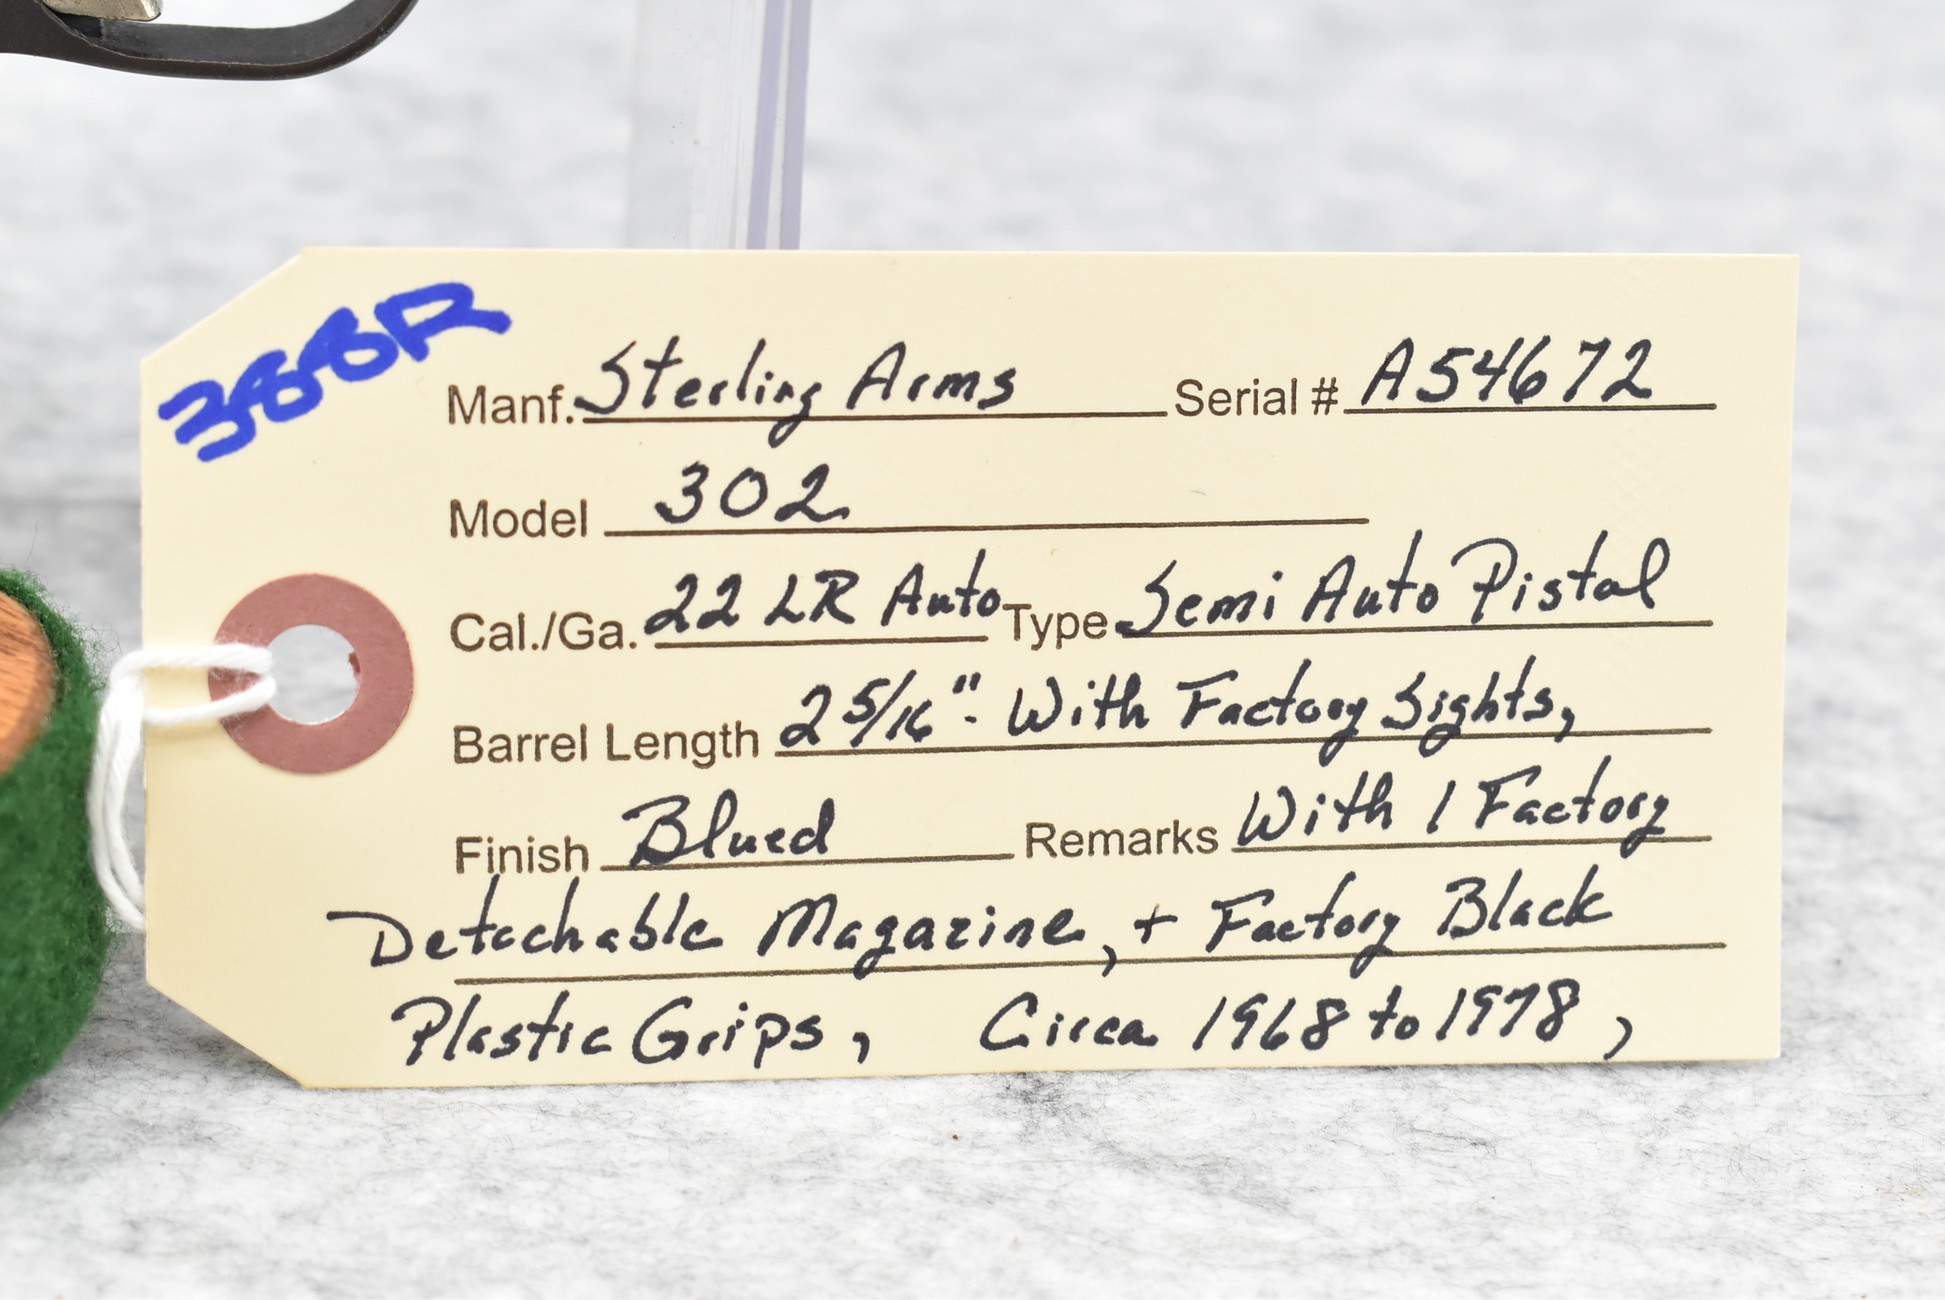 388R
Manf. Sterling Arms Serial # A54672
Model 302
Cal./Ga. 22 LR Auto Type Semi Auto Pistol
Barrel Length 2 5/16". With Factory Sights,
Finish Blued Remarks With 1 Factory
Detachable Magazine, + Factory Black
Plastic Grips, Circa 1968 to 1978,